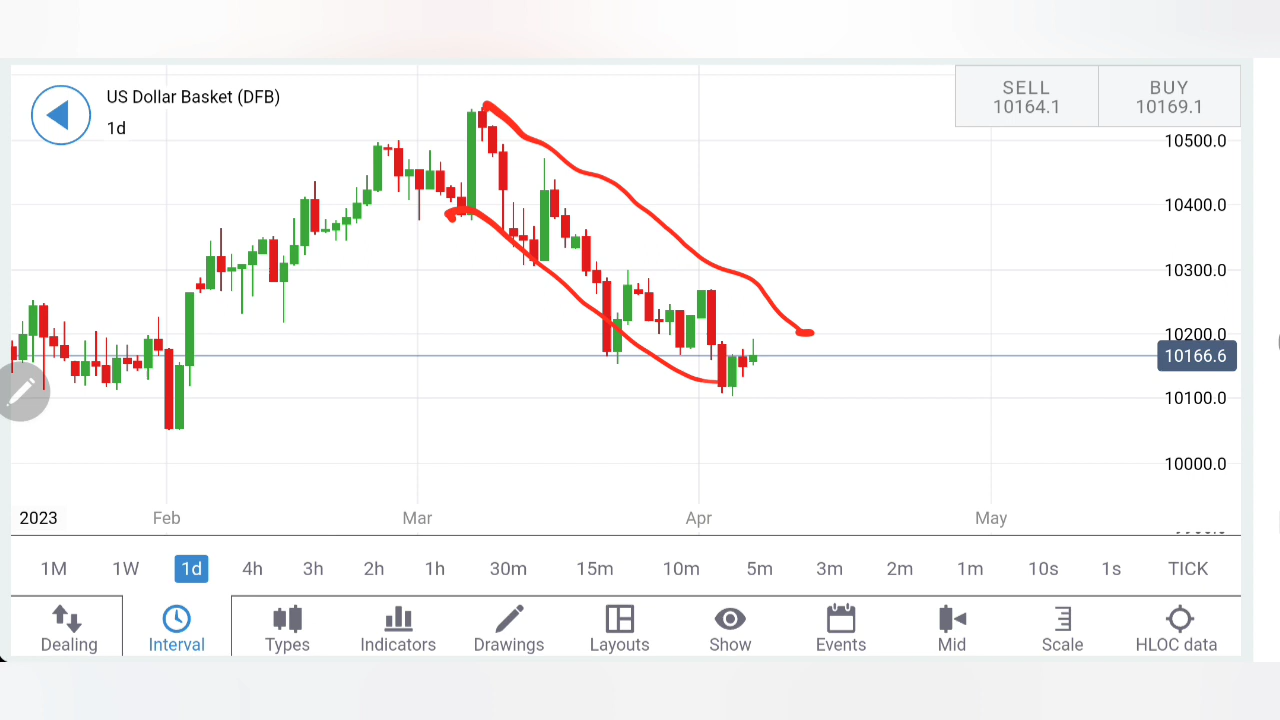 US Dollar Basket (DFB)
1d
SELL
10164.1
BUY
10169.1
10500.0
10400.0
10300.0
10200.0
10166.6
10100.0
10000.0
2023
Feb
Mar
Apr
May
1M
1W
1d
4h
3h
2h
1h
30m
15m
10m
5m
3m
2m
1m
10s
1s
TICK
Dealing
Interval
Types
Indicators
Drawings
Layouts
Show
Events
Mid
Scale
HLOC data